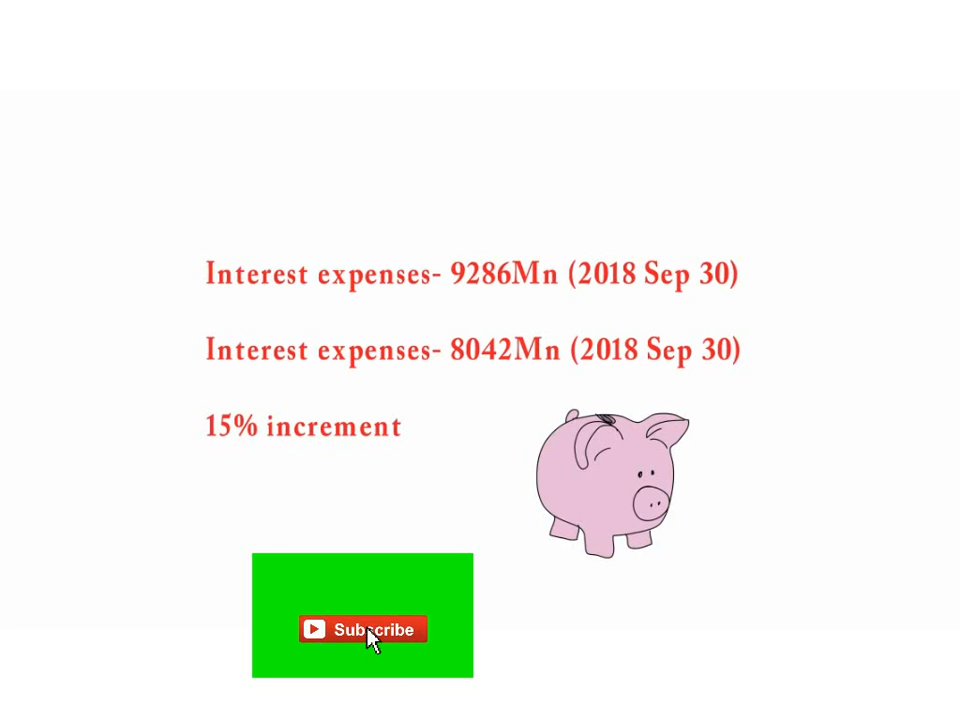 Interest expenses- 9286Mn (2018 Sep 30)
Interest expenses- 8042Mn (2018 Sep 30)
15% increment
Subscribe